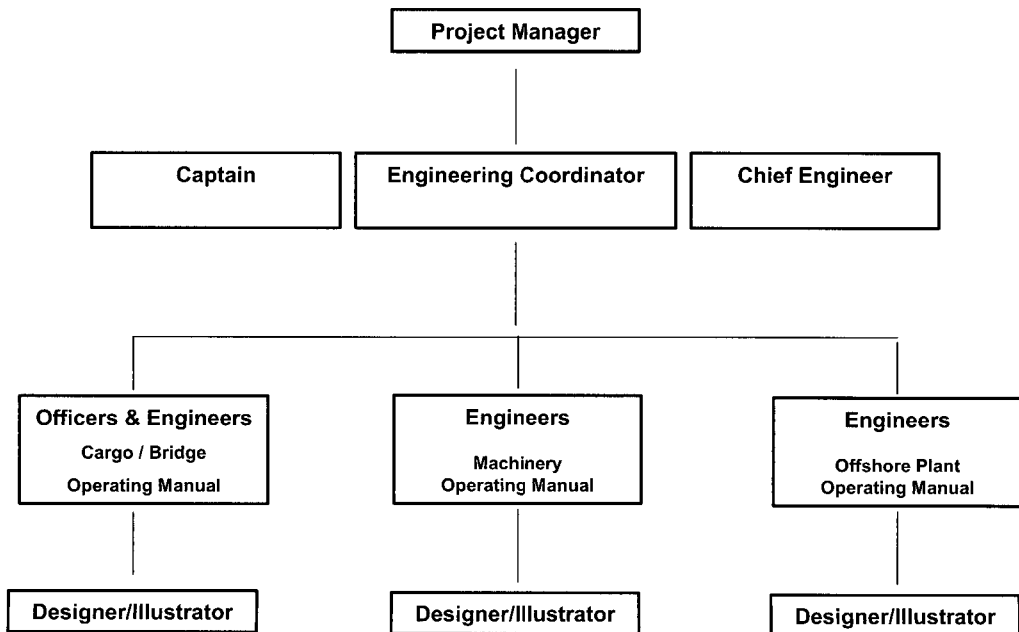 Project Manager
Captain
Engineering Coordinator
Chief Engineer
Officers & Engineers
Cargo / Bridge
Operating Manual
Engineers
Machinery
Operating Manual
Engineers
Offshore Plant
Operating Manual
Designer/Illustrator
Designer/Illustrator
Designer/Illustrator